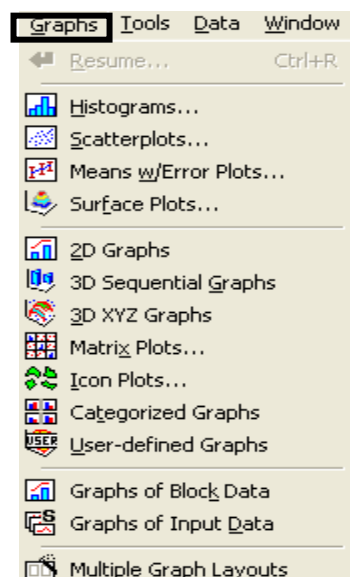 Graphs Tools Data Window
Resume... Ctrl+R
Histograms...
Scatterplots...
Means w/Error Plots...
Surface Plots...
2D Graphs
3D Sequential Graphs
3D XYZ Graphs
Matrix Plots...
Icon Plots...
Categorized Graphs
USER User-defined Graphs
Graphs of Block Data
S Graphs of Input Data
Multiple Graph Layouts